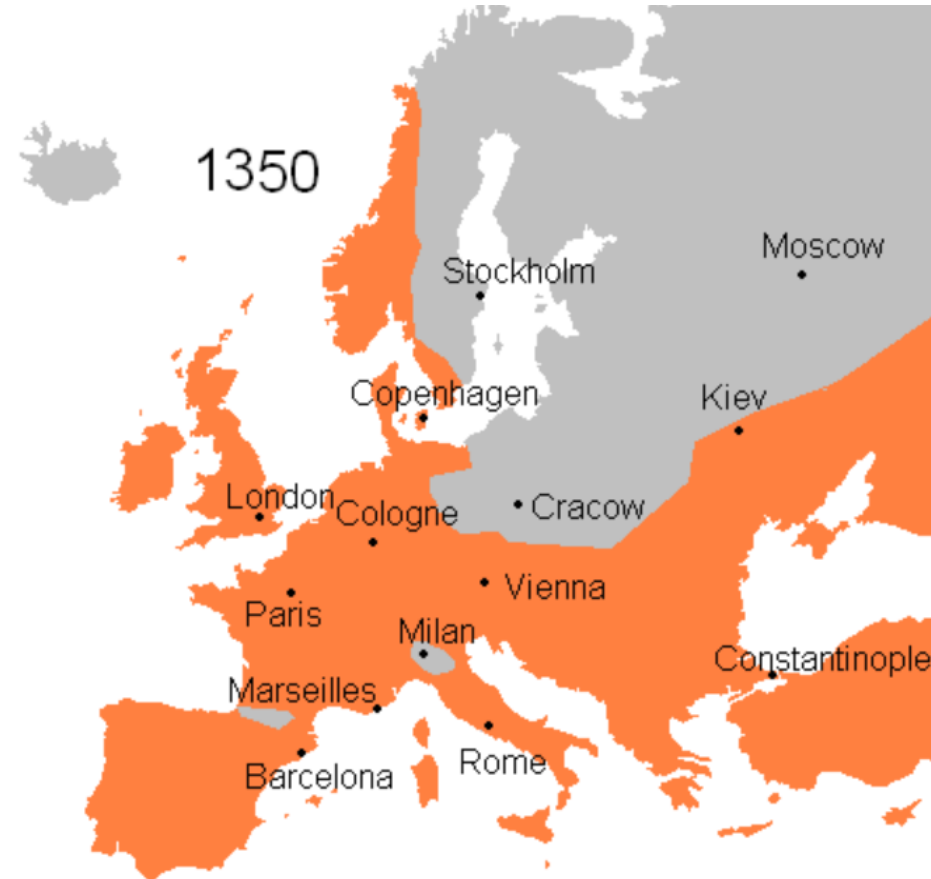 1350
Moscow
Stockholm
Copenhagen
Kiev
London
Cologne
Cracow
Vienna
Paris
Milan
Constantinople
Marseilles
Rome
Barcelona